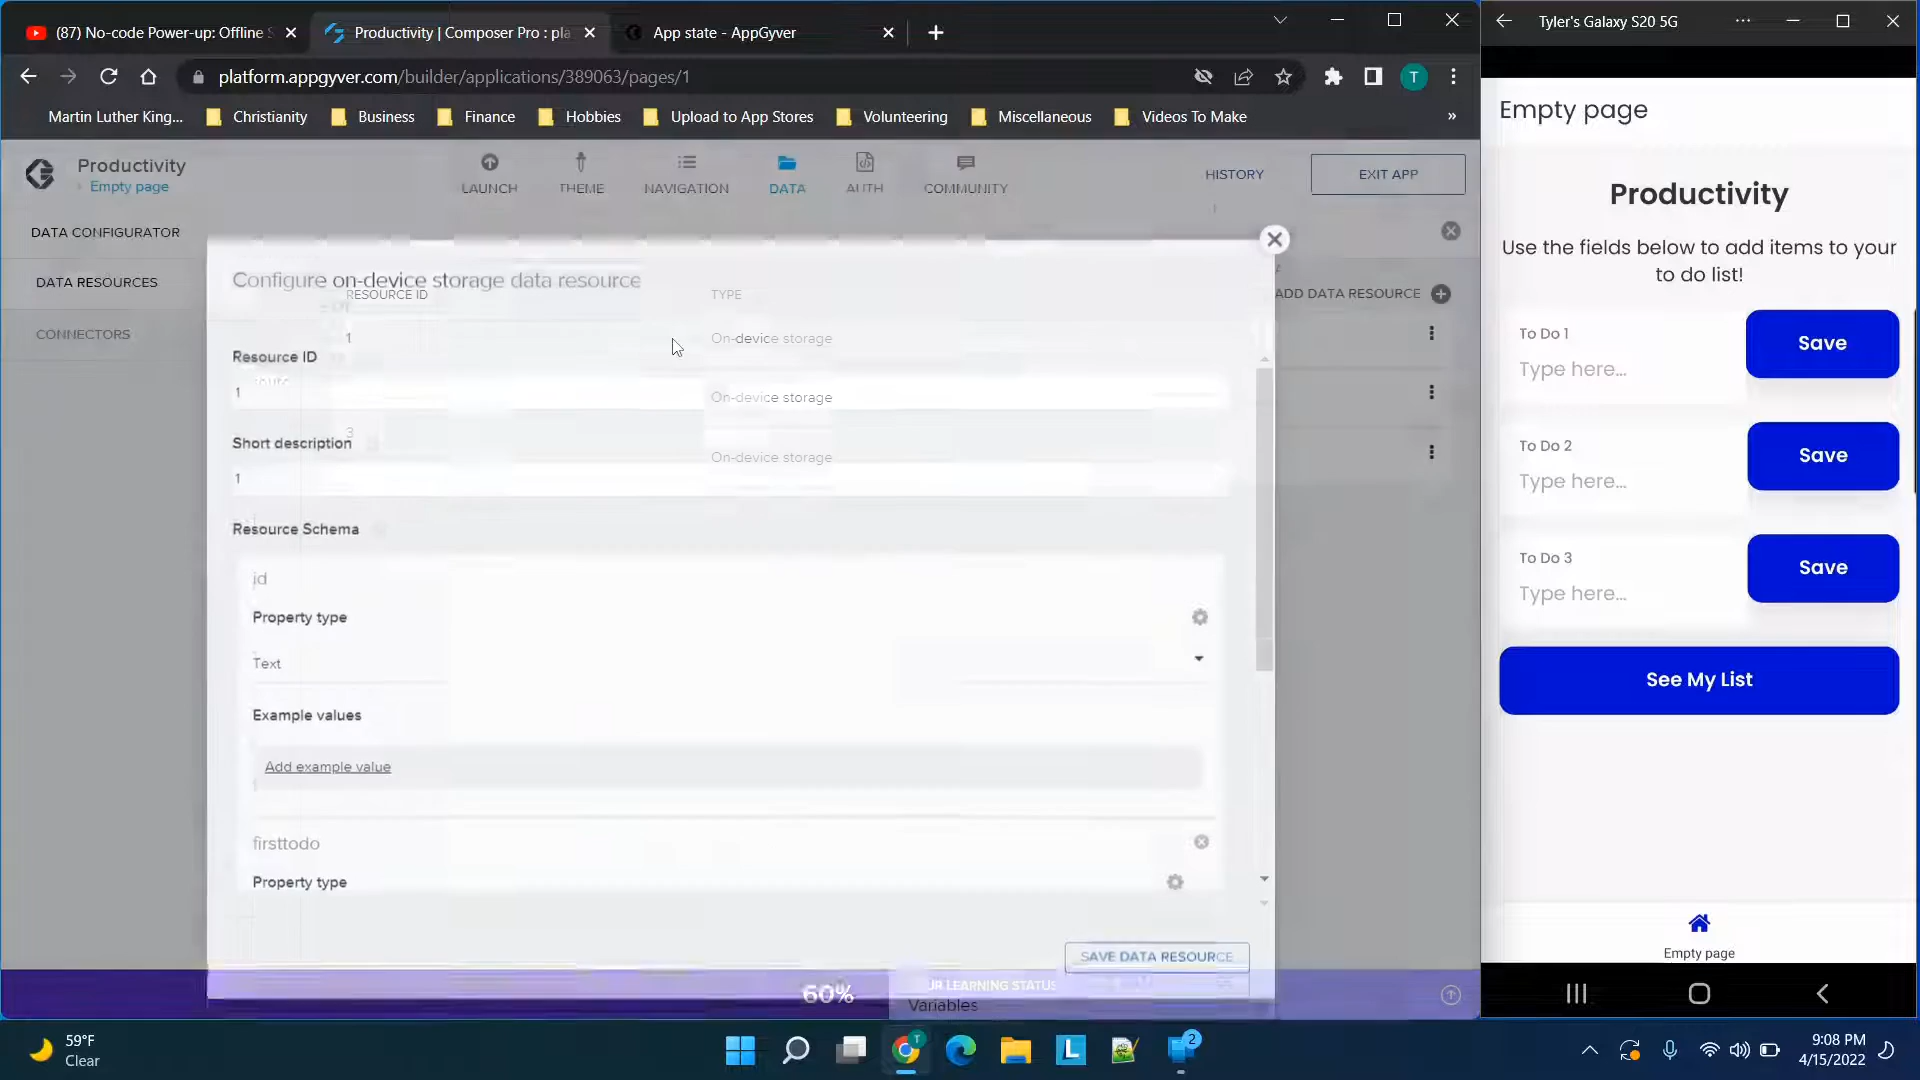 (87) No-code Power-up: Offline S
Productivity | Composer Pro : pla
App state - AppGyver
platform.appgyver.com/builder/applications/389063/pages/1
T
Martin Luther King...
Christianity
Business
Finance
Hobbies
Upload to App Stores
Volunteering
Miscellaneous
Videos To Make
»
Productivity
Empty page
LAUNCH
THEME
NAVIGATION
DATA
AUTH
COMMUNITY
HISTORY
EXIT APP
DATA CONFIGURATOR
DATA RESOURCES
CONNECTORS
ADD DATA RESOURCE
Configure on-device storage data resource
RESOURCE ID
TYPE
1
On-device storage
On-device storage
3
On-device storage
Resource ID
1
Short description
1
Resource Schema
id
Property type
Text
Example values
Add example value
firsttodo
Property type
SAVE DATA RESOURCE
60%
UR LEARNING STATUS
Variables
Tyler's Galaxy S20 5G
Empty page
Productivity
Use the fields below to add items to your
to do list!
To Do 1
Type here...
Save
To Do 2
Type here...
Save
To Do 3
Type here...
Save
See My List
Empty page
59°F
Clear
T
L
2
9:08 PM
4/15/2022